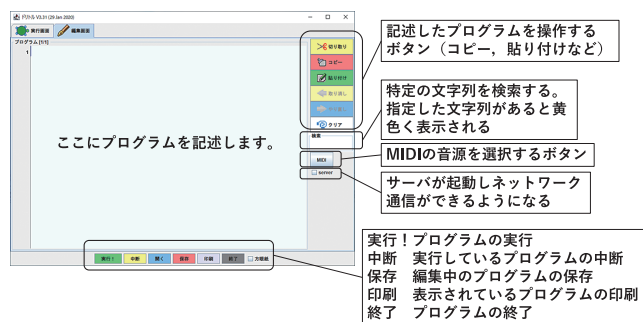 ドリトル V3.31 (29 Jan 2020)
実行画面 編集画面
プログラム [1/1]
1
ここにプログラムを記述します。
切り取り
コピー
貼り付け
取り消し
やり直し
クリア
検索
MIDI
server
実行! 中断 開く 保存 印刷 終了 方眼紙
記述したプログラムを操作する
ボタン(コピー,貼り付けなど)
特定の文字列を検索する。
指定した文字列があると黄
色く表示される
MIDIの音源を選択するボタン
サーバが起動しネットワーク
通信ができるようになる
実行!プログラムの実行
中断 実行しているプログラムの中断
保存 編集中のプログラムの保存
印刷 表示されているプログラムの印刷
終了 プログラムの終了